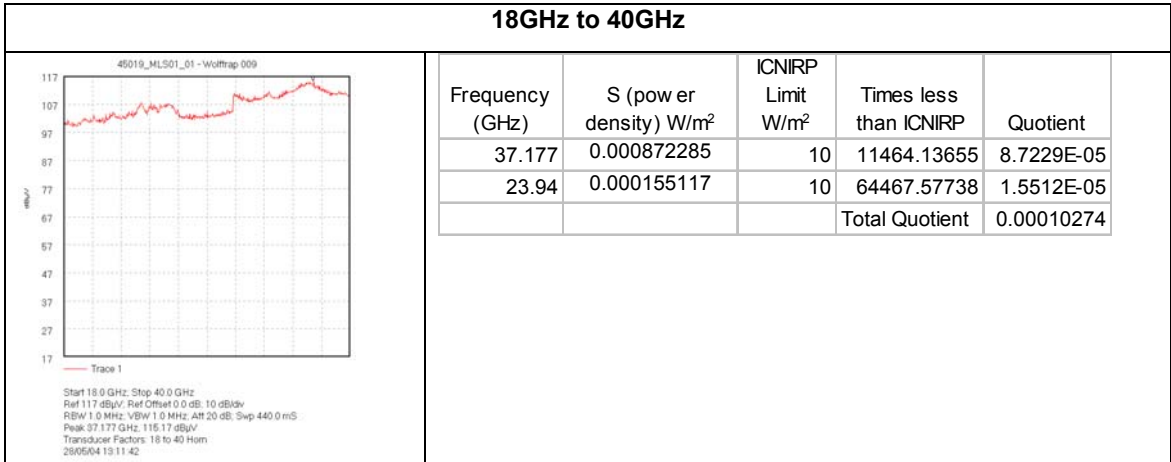 18GHz to 40GHz
45019_MLS01_01 - Wolftrap 009
117
107
97
87
77
67
57
47
37
27
17
dBµV
Trace 1
Start 18.0 GHz; Stop 40.0 GHz
Ref 117 dBµV; Ref Offset 0.0 dB; 10 dB/div
RBW 1.0 MHz; VBW 1.0 MHz; Att 20 dB; Swp 440.0 mS
Peak 37.177 GHz, 115.17 dBµV
Transducer Factors: 18 to 40 Horn
28/05/04 13:11:42
Frequency (GHz) S (pow er density) W/m² ICNIRP Limit W/m² Times less than ICNIRP Quotient
37.177 0.000872285 10 11464.13655 8.7229E-05
23.94 0.000155117 10 64467.57738 1.5512E-05
Total Quotient 0.00010274